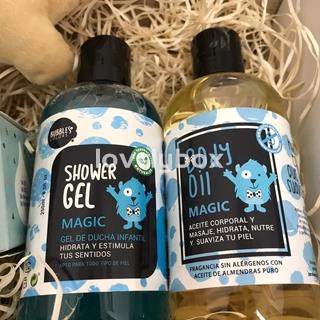 BUBBLES
lovelybox
SHOWER
GEL
MAGIC
GEL DE DUCHA INFANTIL
HIDRATA Y ESTIMULA
TUS SENTIDOS
APTO PARA TODO TIPO DE PIEL
BODY
Oil
MAGIC
ACEITE CORPORAL Y
MASAJE, HIDRATA, NUTRE
Y SUAVIZA TU PIEL
FRAGANCIA SIN ALÉRGENOS CON
ACEITE DE ALMENDRAS PURO